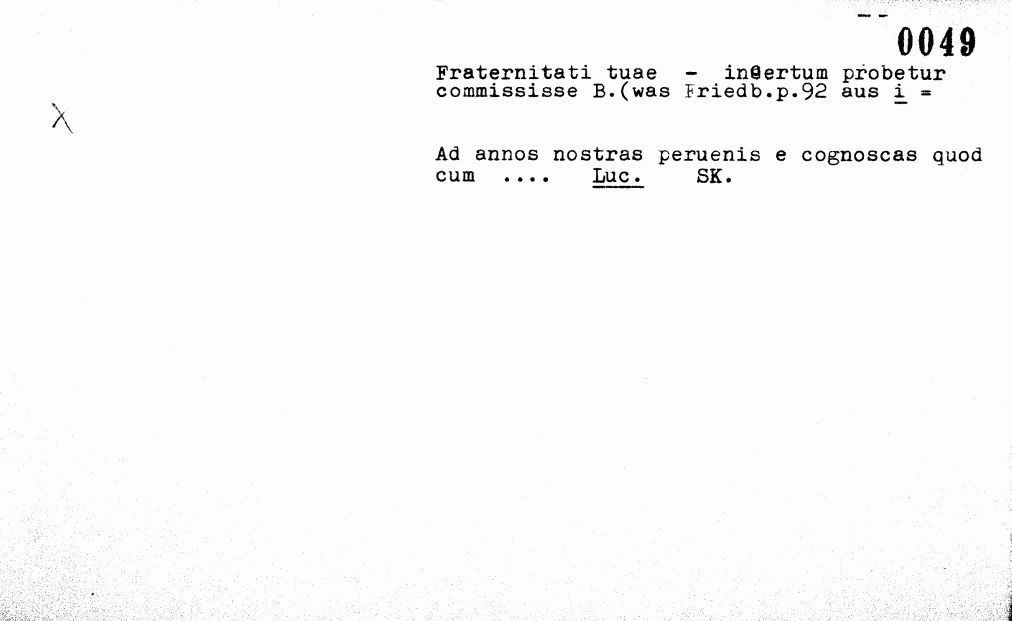 0049
Fraternitati tuae - incertum probetur
commississe B.(was Friedb.p.92 aus i =
Ad annos nostras peruenis e cognoscas quod
cum .... Luc. SK.